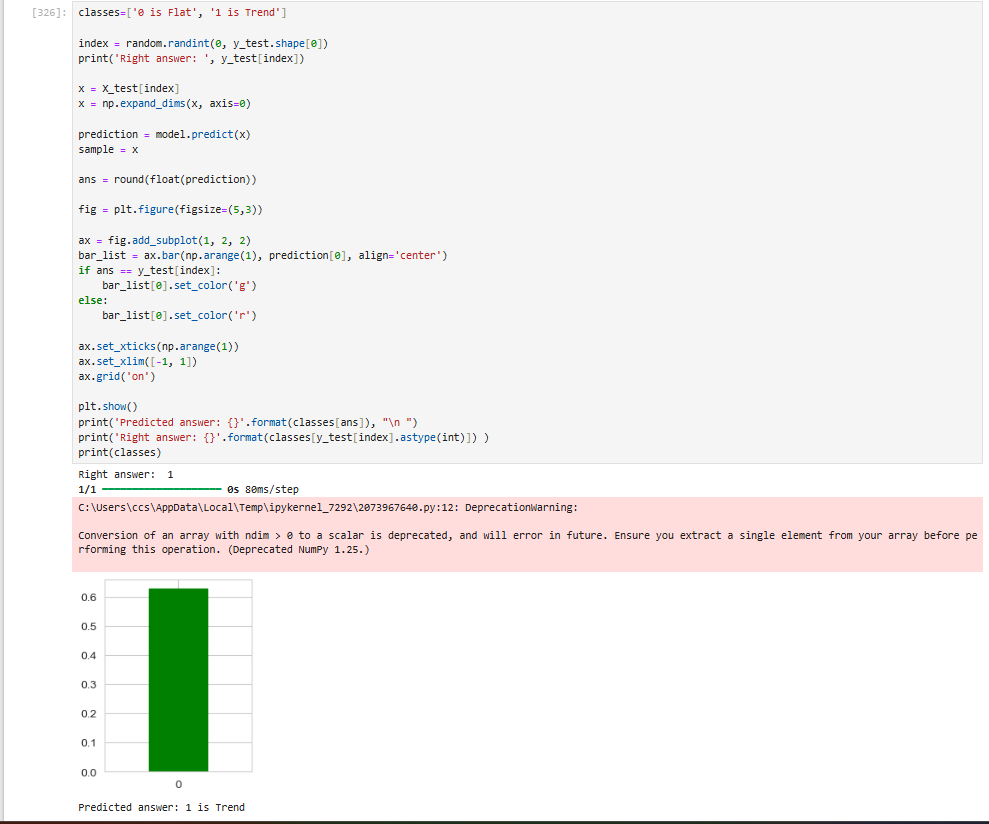 [326]: classes=['0 is Flat', '1 is Trend']
index = random.randint(0, y_test.shape[0])
print('Right answer: ', y_test[index])
x = X_test[index]
x = np.expand_dims(x, axis=0)
prediction = model.predict(x)
sample = x
ans = round(float(prediction))
fig = plt.figure(figsize=(5,3))
ax = fig.add_subplot(1, 2, 2)
bar_list = ax.bar(np.arange(1), prediction[0], align='center')
if ans == y_test[index]:
    bar_list[0].set_color('g')
else:
    bar_list[0].set_color('r')
ax.set_xticks(np.arange(1))
ax.set_xlim([-1, 1])
ax.grid('on')
plt.show()
print('Predicted answer: {}'.format(classes[ans]), "\n ")
print('Right answer: {}'.format(classes[y_test[index].astype(int)]) )
print(classes)
Right answer:  1
1/1 0s 80ms/step
C:\Users\ccs\AppData\Local\Temp\ipykernel_7292\2073967640.py:12: DeprecationWarning:
Conversion of an array with ndim > 0 to a scalar is deprecated, and will error in future. Ensure you extract a single element from your array before pe
rforming this operation. (Deprecated NumPy 1.25.)
0.6
0.5
0.4
0.3
0.2
0.1
0.0
0
Predicted answer: 1 is Trend